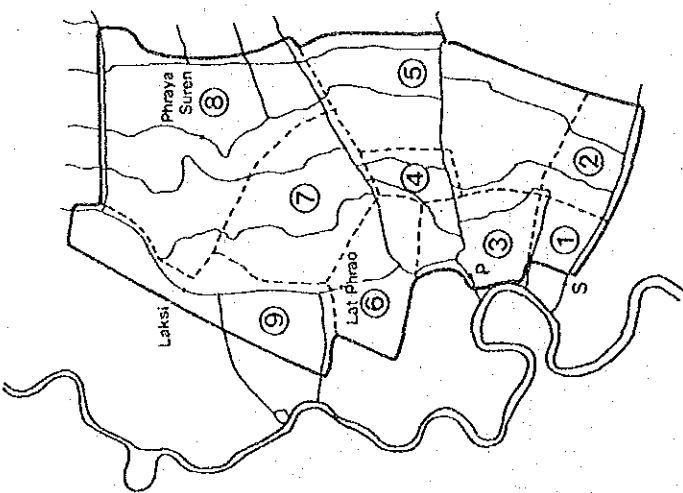 Phraya
Suren
⑧
⑤
Laksi
⑦
④
②
⑨
Lat Phrao
⑥
③
P
①
S